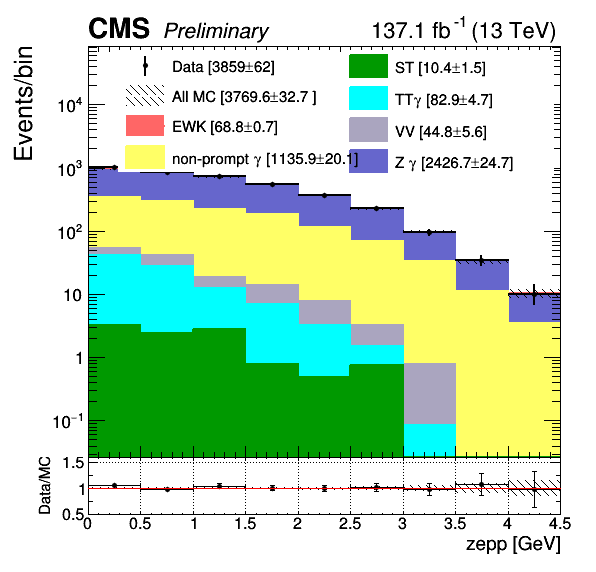 CMS Preliminary 137.1 fb⁻¹ (13 TeV)
Events/bin
Data [3859±62]
All MC [3769.6±32.7 ]
EWK [68.8±0.7]
non-prompt γ [1135.9±20.1]
ST [10.4±1.5]
TTγ [82.9±4.7]
VV [44.8±5.6]
Z γ [2426.7±24.7]
10⁴
10³
10²
10
1
10⁻¹
Data/MC
1.5
1
0.5
0 0.5 1 1.5 2 2.5 3 3.5 4 4.5
zepp [GeV]